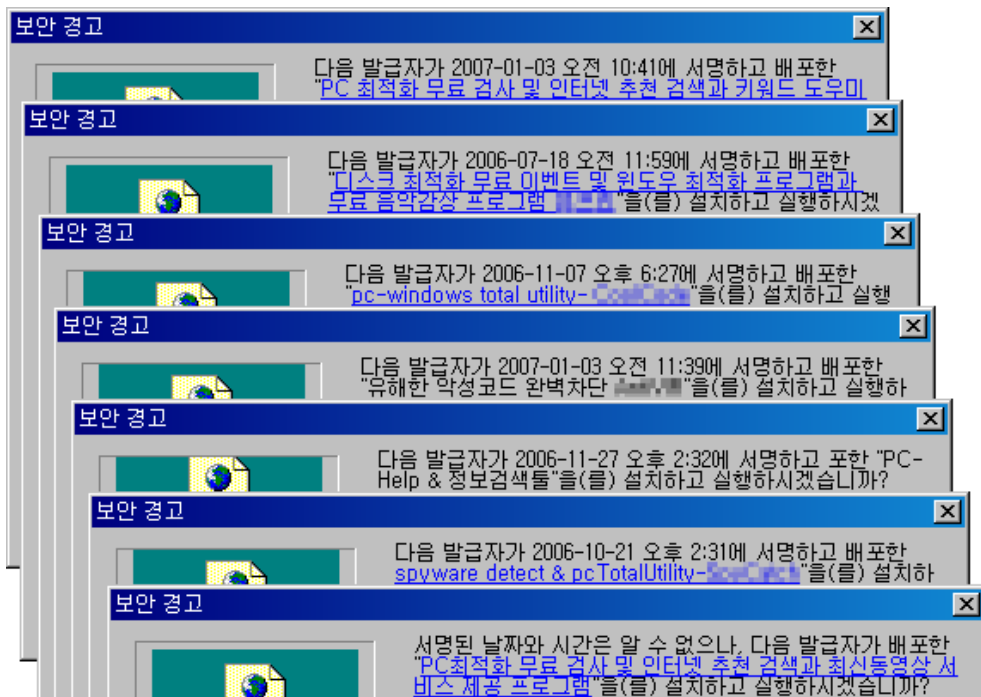 보안 경고
다음 발급자가 2007-01-03 오전 10:41에 서명하고 배포한
"PC 최적화 무료 검사 및 인터넷 추천 검색과 키워드 도우미
보안 경고
다음 발급자가 2006-07-18 오전 11:59에 서명하고 배포한
"디스크 최적화 무료 이벤트 및 윈도우 최적화 프로그램과
무료 음악감상 프로그램 "을(를) 설치하고 실행하시겠
보안 경고
다음 발급자가 2006-11-07 오후 6:27에 서명하고 배포한
"pc-windows total utility- "을(를) 설치하고 실행
보안 경고
다음 발급자가 2007-01-03 오전 11:39에 서명하고 배포한
"유해한 악성코드 완벽차단 "을(를) 설치하고 실행하
보안 경고
다음 발급자가 2006-11-27 오후 2:32에 서명하고 포한 "PC-
Help & 정보검색툴"을(를) 설치하고 실행하시겠습니까?
보안 경고
다음 발급자가 2006-10-21 오후 2:31에 서명하고 배포한
spyware detect & pcTotalUtility- "을(를) 설치하
보안 경고
서명된 날짜와 시간은 알 수 없으나, 다음 발급자가 배포한
"PC최적화 무료 검사 및 인터넷 추천 검색과 최신동영상 서
비스 제공 프로그램"을(를) 설치하고 실행하시겠습니까?